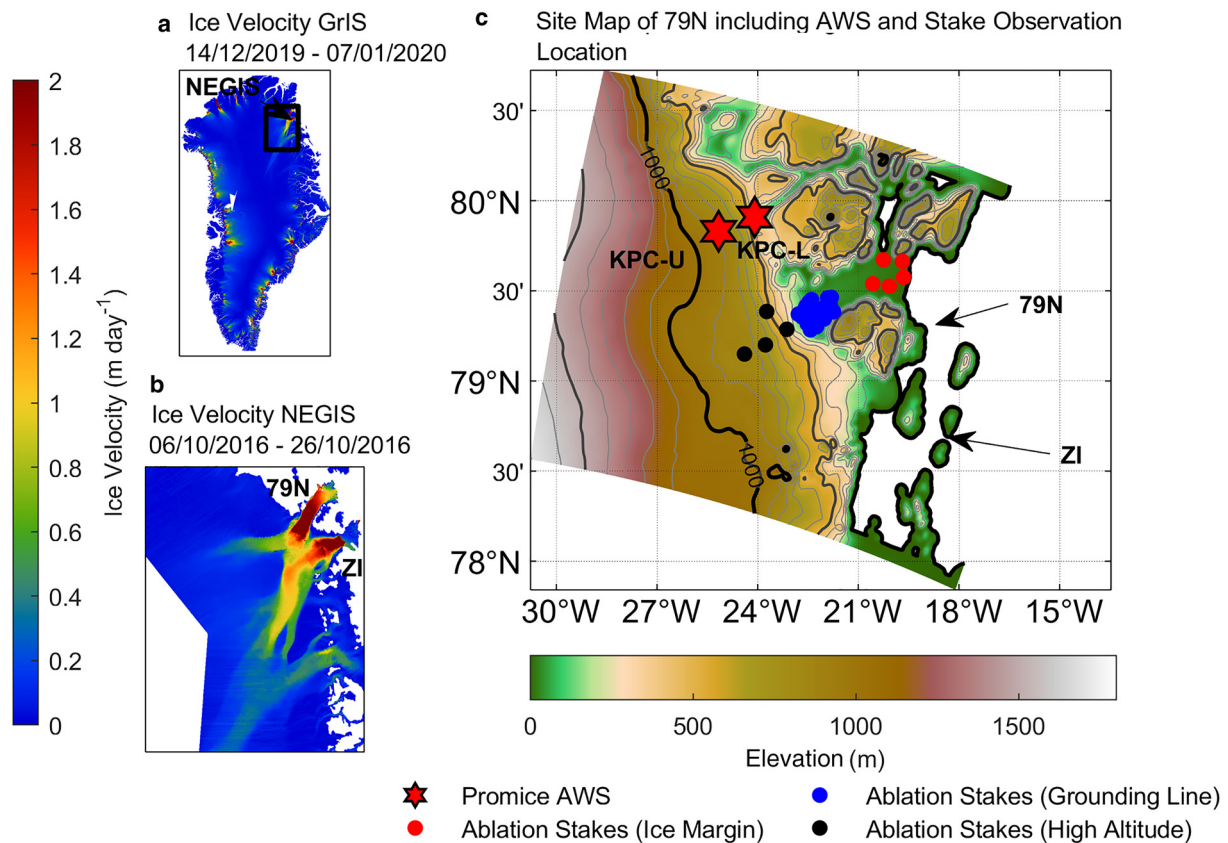 a Ice Velocity GrIS
14/12/2019 - 07/01/2020
NEGIS
2
1.8
1.6
1.4
1.2
1
0.8
0.6
0.4
0.2
0
Ice Velocity (m day⁻¹)
b
Ice Velocity NEGIS
06/10/2016 - 26/10/2016
79N
ZI
c Site Map of 79N including AWS and Stake Observation
Location
30'
80°N
30'
79°N
30'
78°N
30°W 27°W 24°W 21°W 18°W 15°W
1000
KPC-U
KPC-L
79N
1000
ZI
0 500 1000 1500
Elevation (m)
Promice AWS
Ablation Stakes (Ice Margin)
Ablation Stakes (Grounding Line)
Ablation Stakes (High Altitude)